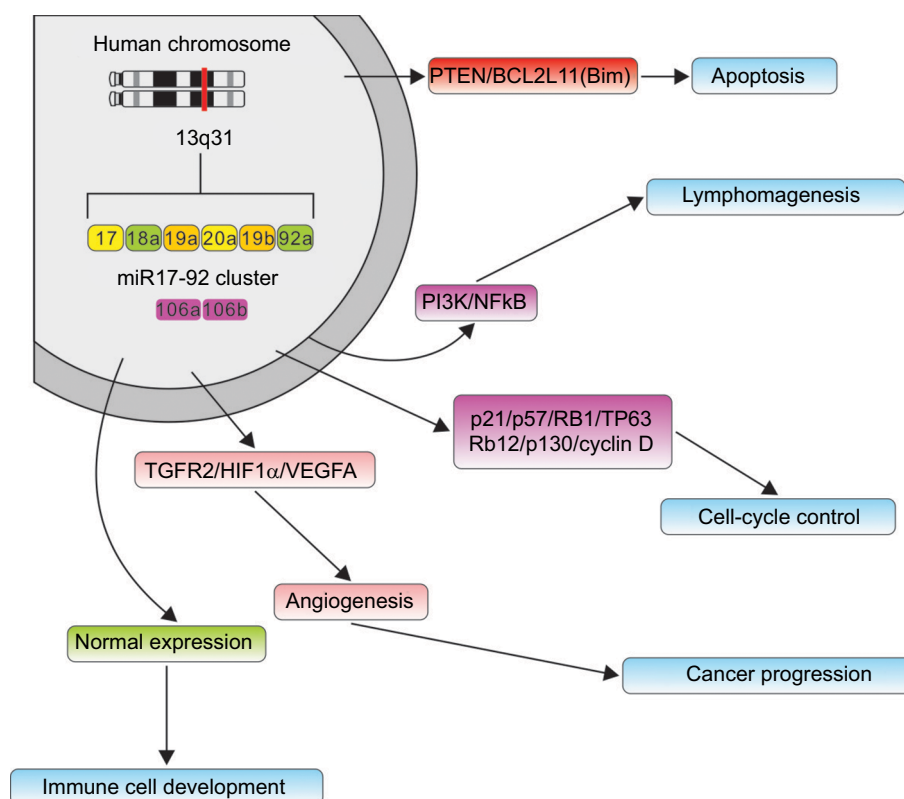 Human chromosome
13q31
17 18a 19a 20a 19b 92a
miR17-92 cluster
106a 106b
PTEN/BCL2L11(Bim)
Apoptosis
Lymphomagenesis
PI3K/NFkB
p21/p57/RB1/TP63
Rb12/p130/cyclin D
Cell-cycle control
TGFR2/HIF1α/VEGFA
Angiogenesis
Cancer progression
Normal expression
Immune cell development